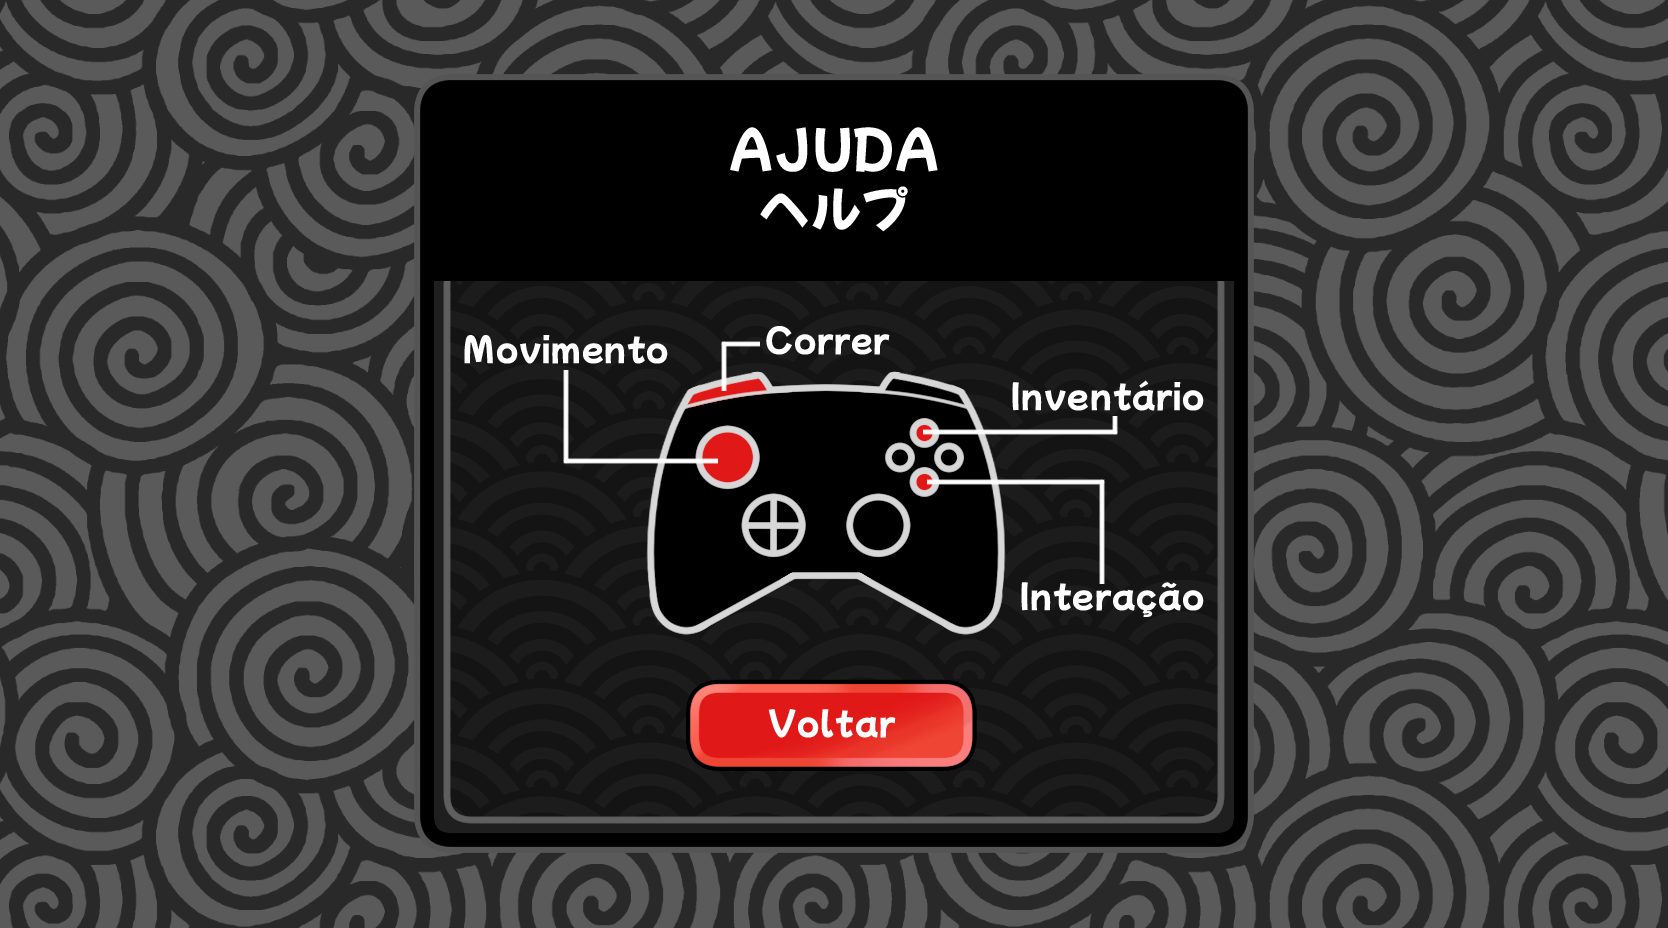 AJUDA
ヘルプ
Movimento
Correr
Inventário
Interação
Voltar